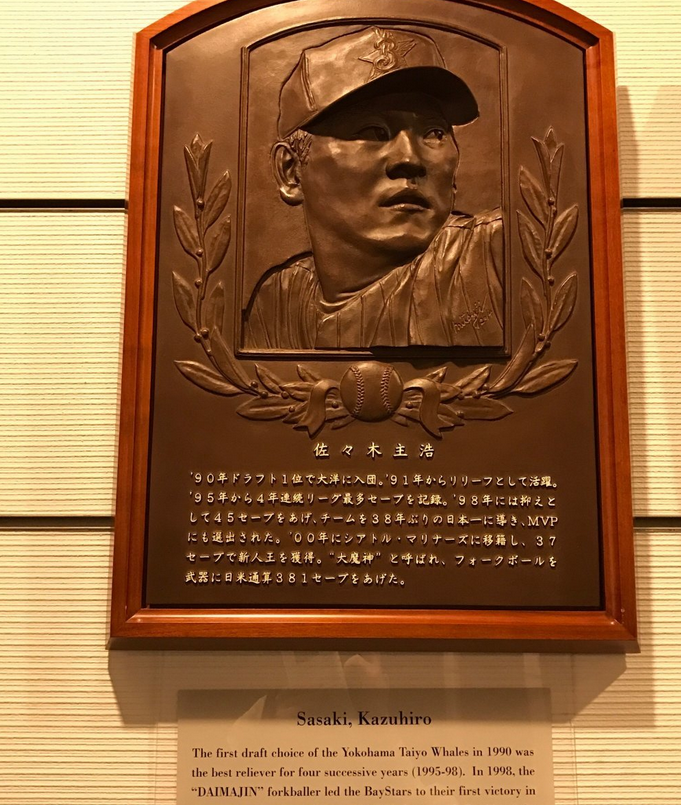 佐々木主浩
'90年ドラフト1位で大洋に入団。'91年からリリーフとして活躍。
'95年から4年連続リーグ最多セーブを記録。'98年には抑えと
して45セーブをあげ、チームを38年ぶりの日本一に導き、MVP
にも選出された。'00年にシアトル・マリナーズに移籍し、37
セーブで新人王を獲得。“大魔神”と呼ばれ、フォークボールを
武器に日米通算381セーブをあげた。
Sasaki, Kazuhiro
The first draft choice of the Yokohama Taiyo Whales in 1990 was
the best reliever for four successive years (1995-98). In 1998, the
“DAIMAJIN” forkballer led the BayStars to their first victory in